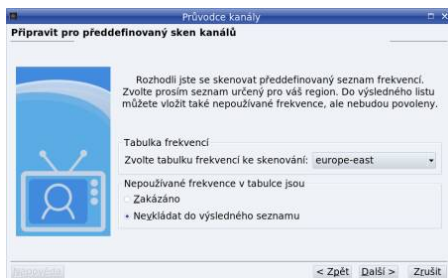 Průvodce kanály
Připravit pro předdefinovaný sken kanálů
Rozhodli jste se skenovat předdefinovaný seznam frekvencí.
Zvolte prosím seznam určený pro váš region. Do výsledného listu
můžete vložit také nepoužívané frekvence, ale nebudou povoleny.
Tabulka frekvencí
Zvolte tabulku frekvencí ke skenování: europe-east
Nepoužívané frekvence v tabulce jsou
Zakázáno
Nevkládat do výsledného seznamu
Nápověda < Zpět Další > Zrušit